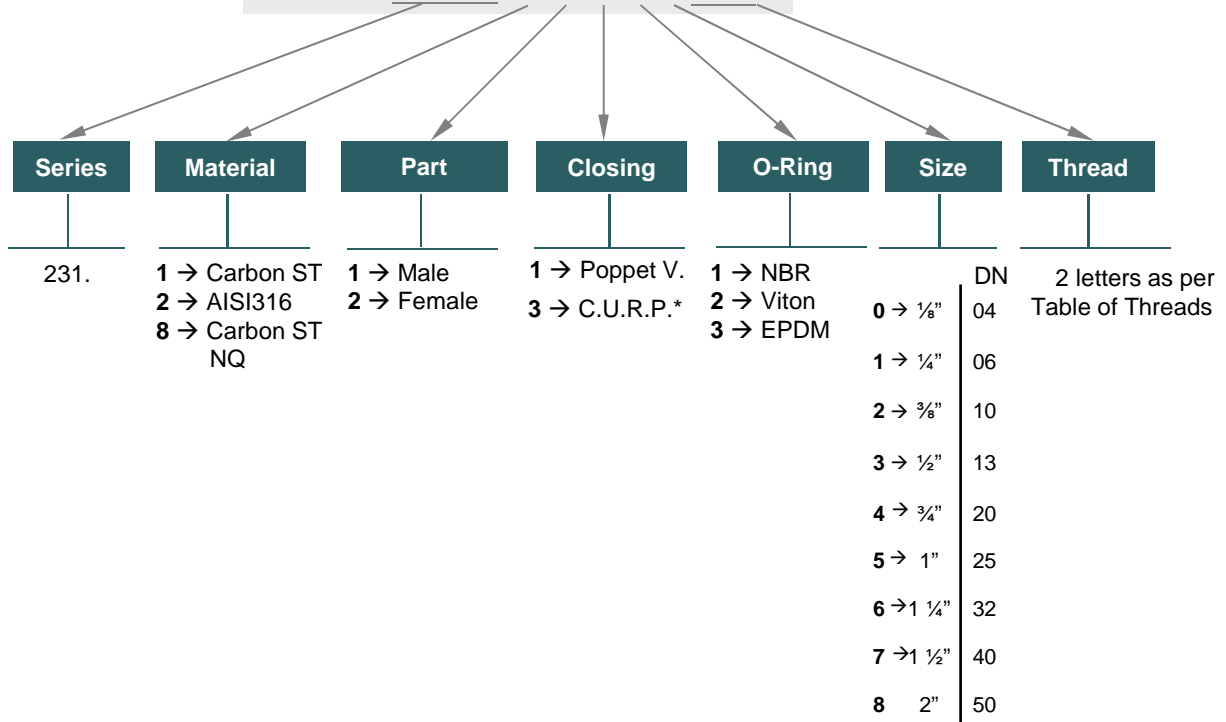 Series
Material
Part
Closing
O-Ring
Size
Thread
231.
1 → Carbon ST
2 → AISI316
8 → Carbon ST
NQ
1 → Male
2 → Female
1 → Poppet V.
3 → C.U.R.P.*
1 → NBR
2 → Viton
3 → EPDM
DN
0 → ⅛” 04
1 → ¼” 06
2 → ⅜” 10
3 → ½” 13
4 → ¾” 20
5 → 1” 25
6 →1 ¼” 32
7 →1 ½” 40
8 2” 50
2 letters as per
Table of Threads